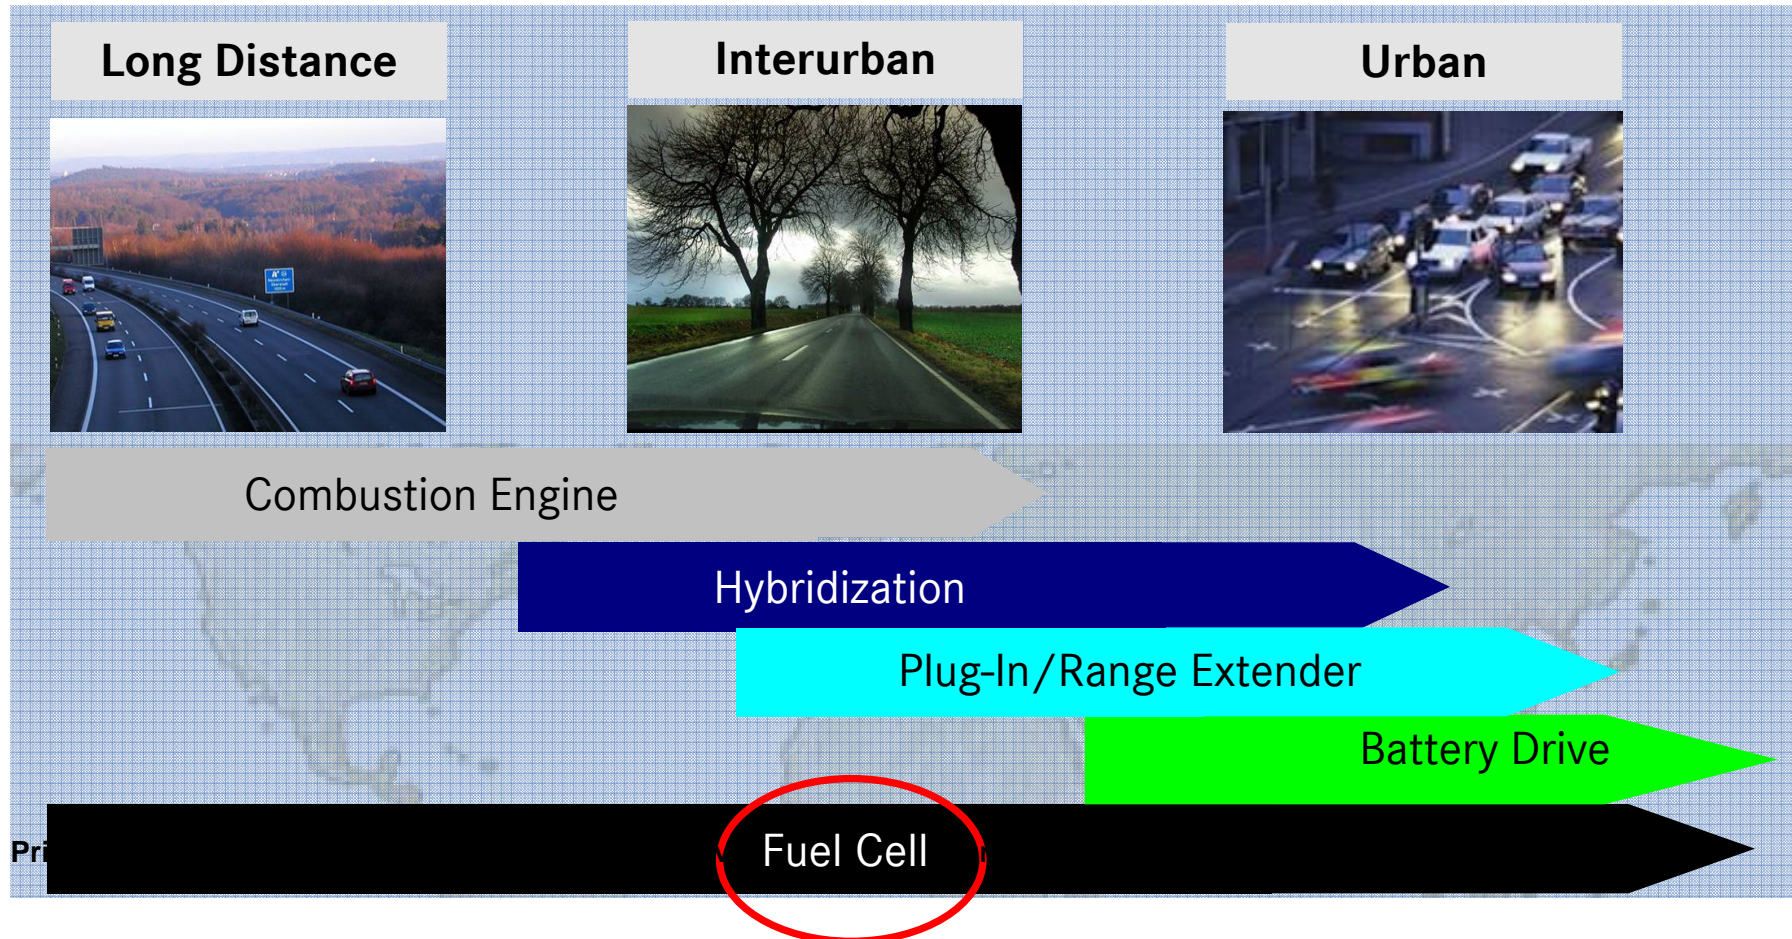 Long Distance
Interurban
Urban
Combustion Engine
Hybridization
Plug-In/Range Extender
Battery Drive
Fuel Cell